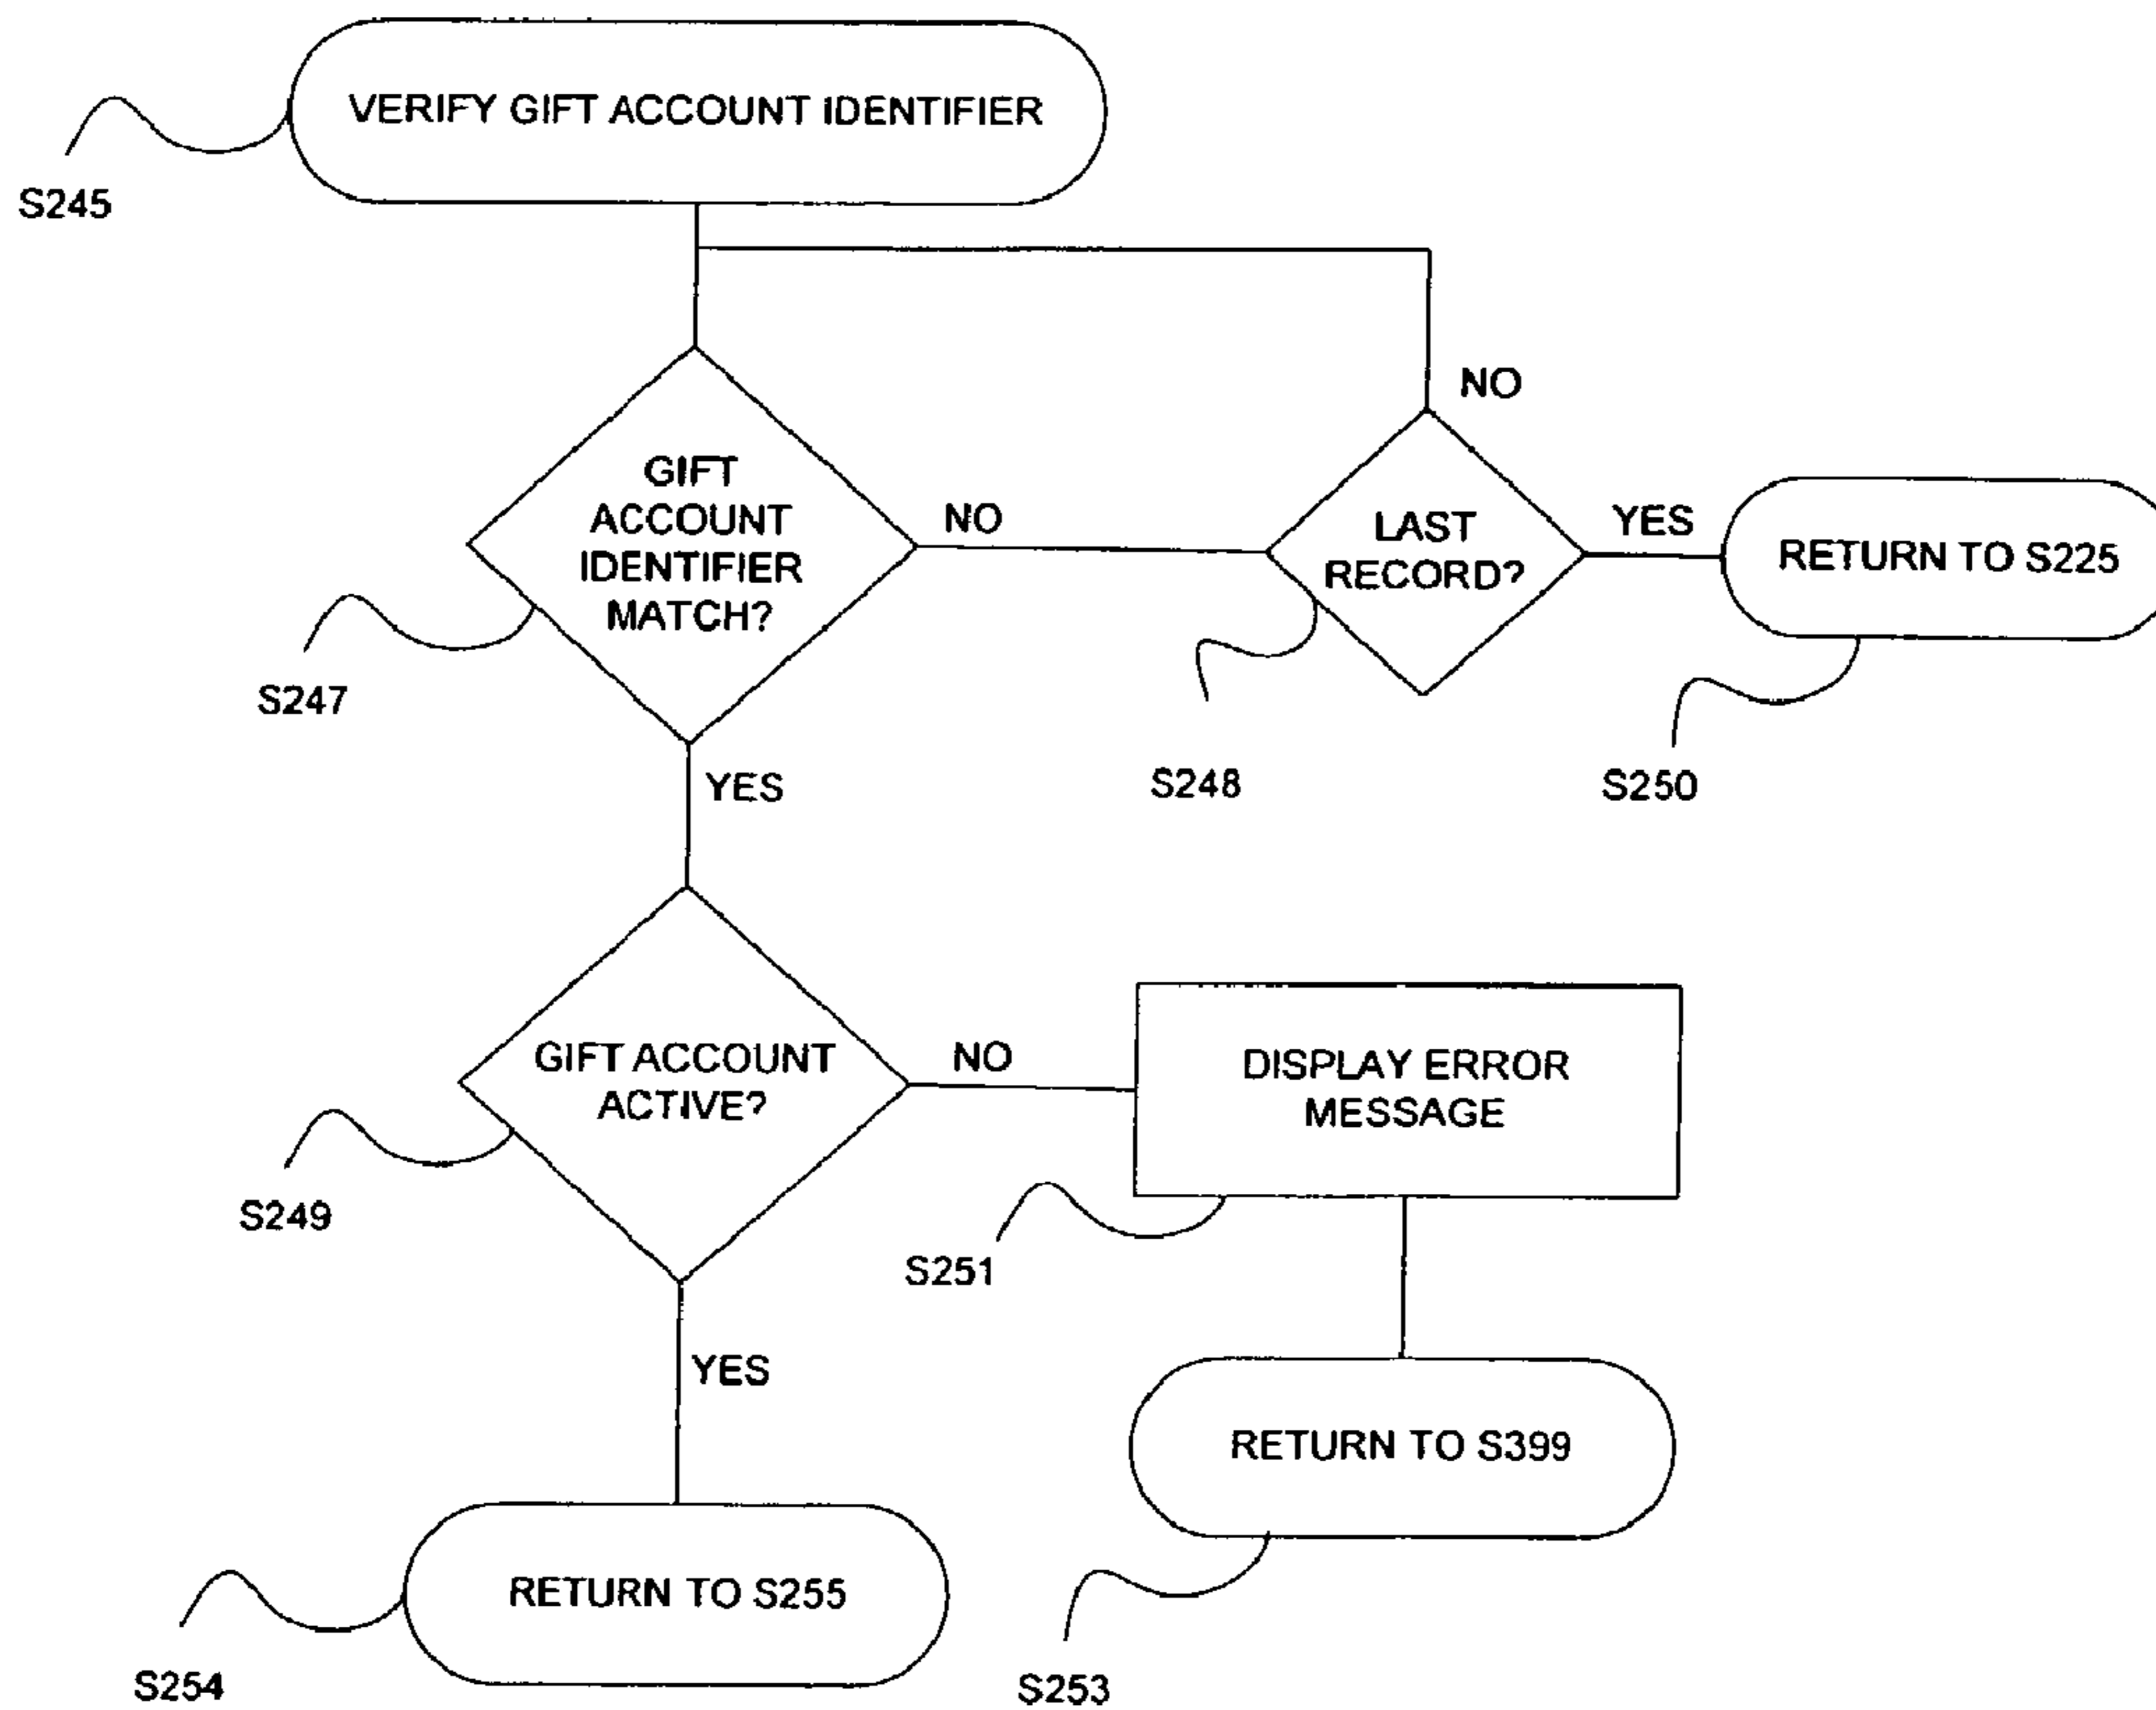 VERIFY GIFT ACCOUNT IDENTIFIER
S245
NO
GIFT
ACCOUNT
IDENTIFIER
MATCH?
NO
LAST
RECORD?
YES
RETURN TO S225
S247
S248
S250
YES
GIFT ACCOUNT
ACTIVE?
NO
DISPLAY ERROR
MESSAGE
S249
S251
YES
RETURN TO S399
RETURN TO S255
S254
S253